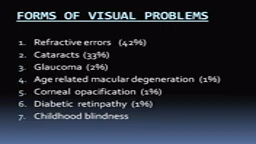 FORMS OF VISUAL PROBLEMS
1. Refractive errors (42%)
2. Cataracts (33%)
3. Glaucoma (2%)
4. Age related macular degeneration (1%)
5. Corneal opacification (1%)
6. Diabetic retinpathy (1%)
7. Childhood blindness